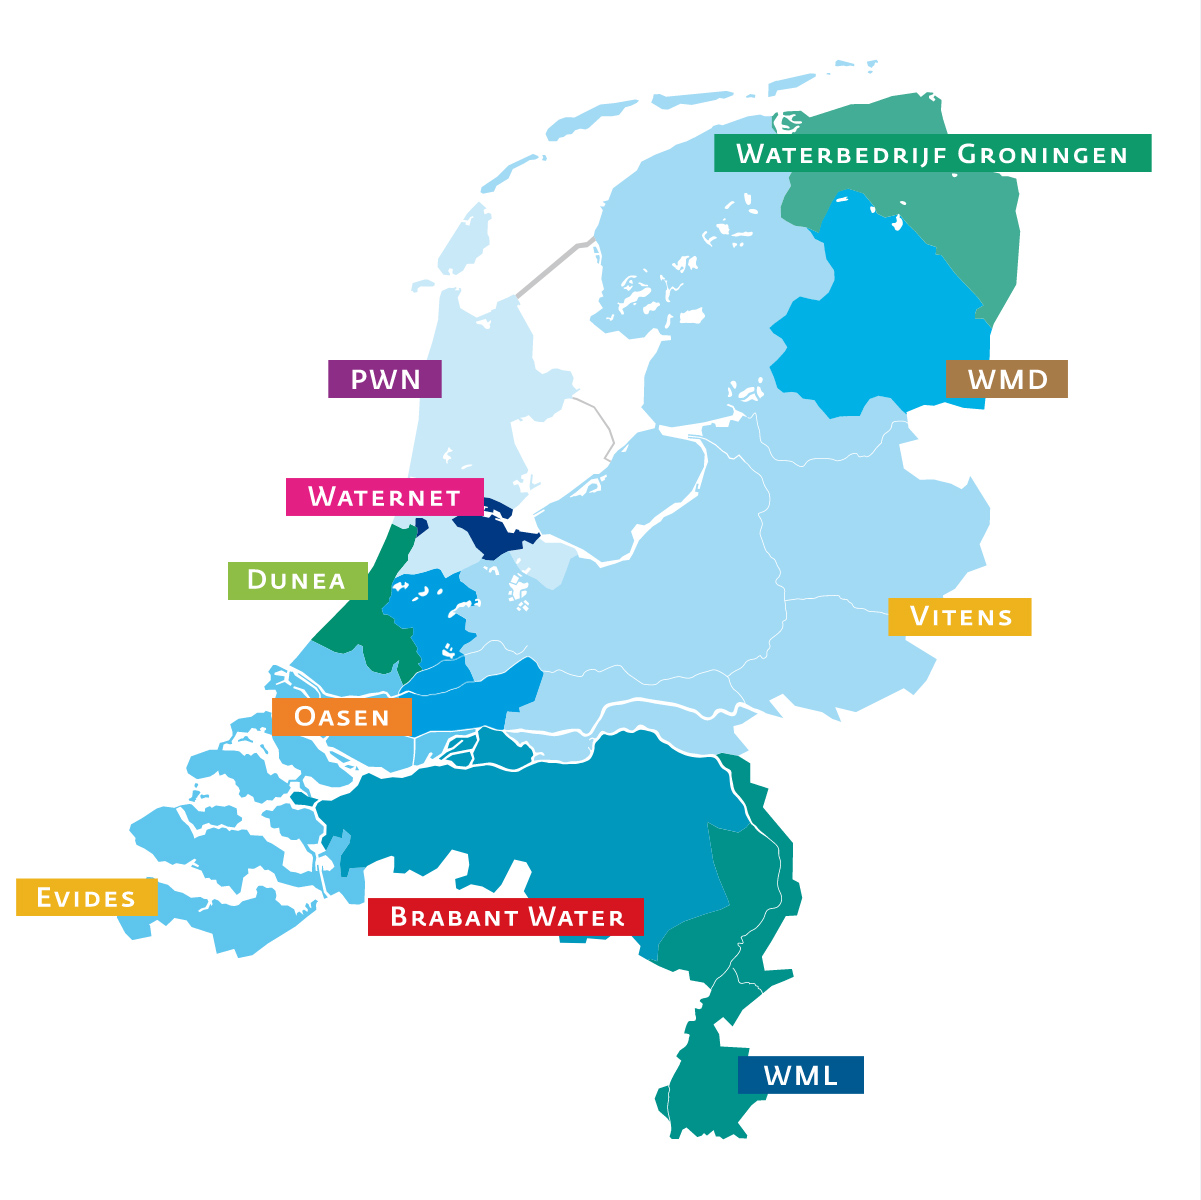 WATERBEDRIJF GRONINGEN
PWN
WMD
WATERNET
DUNEA
VITENS
OASEN
EVIDES
BRABANT WATER
WML